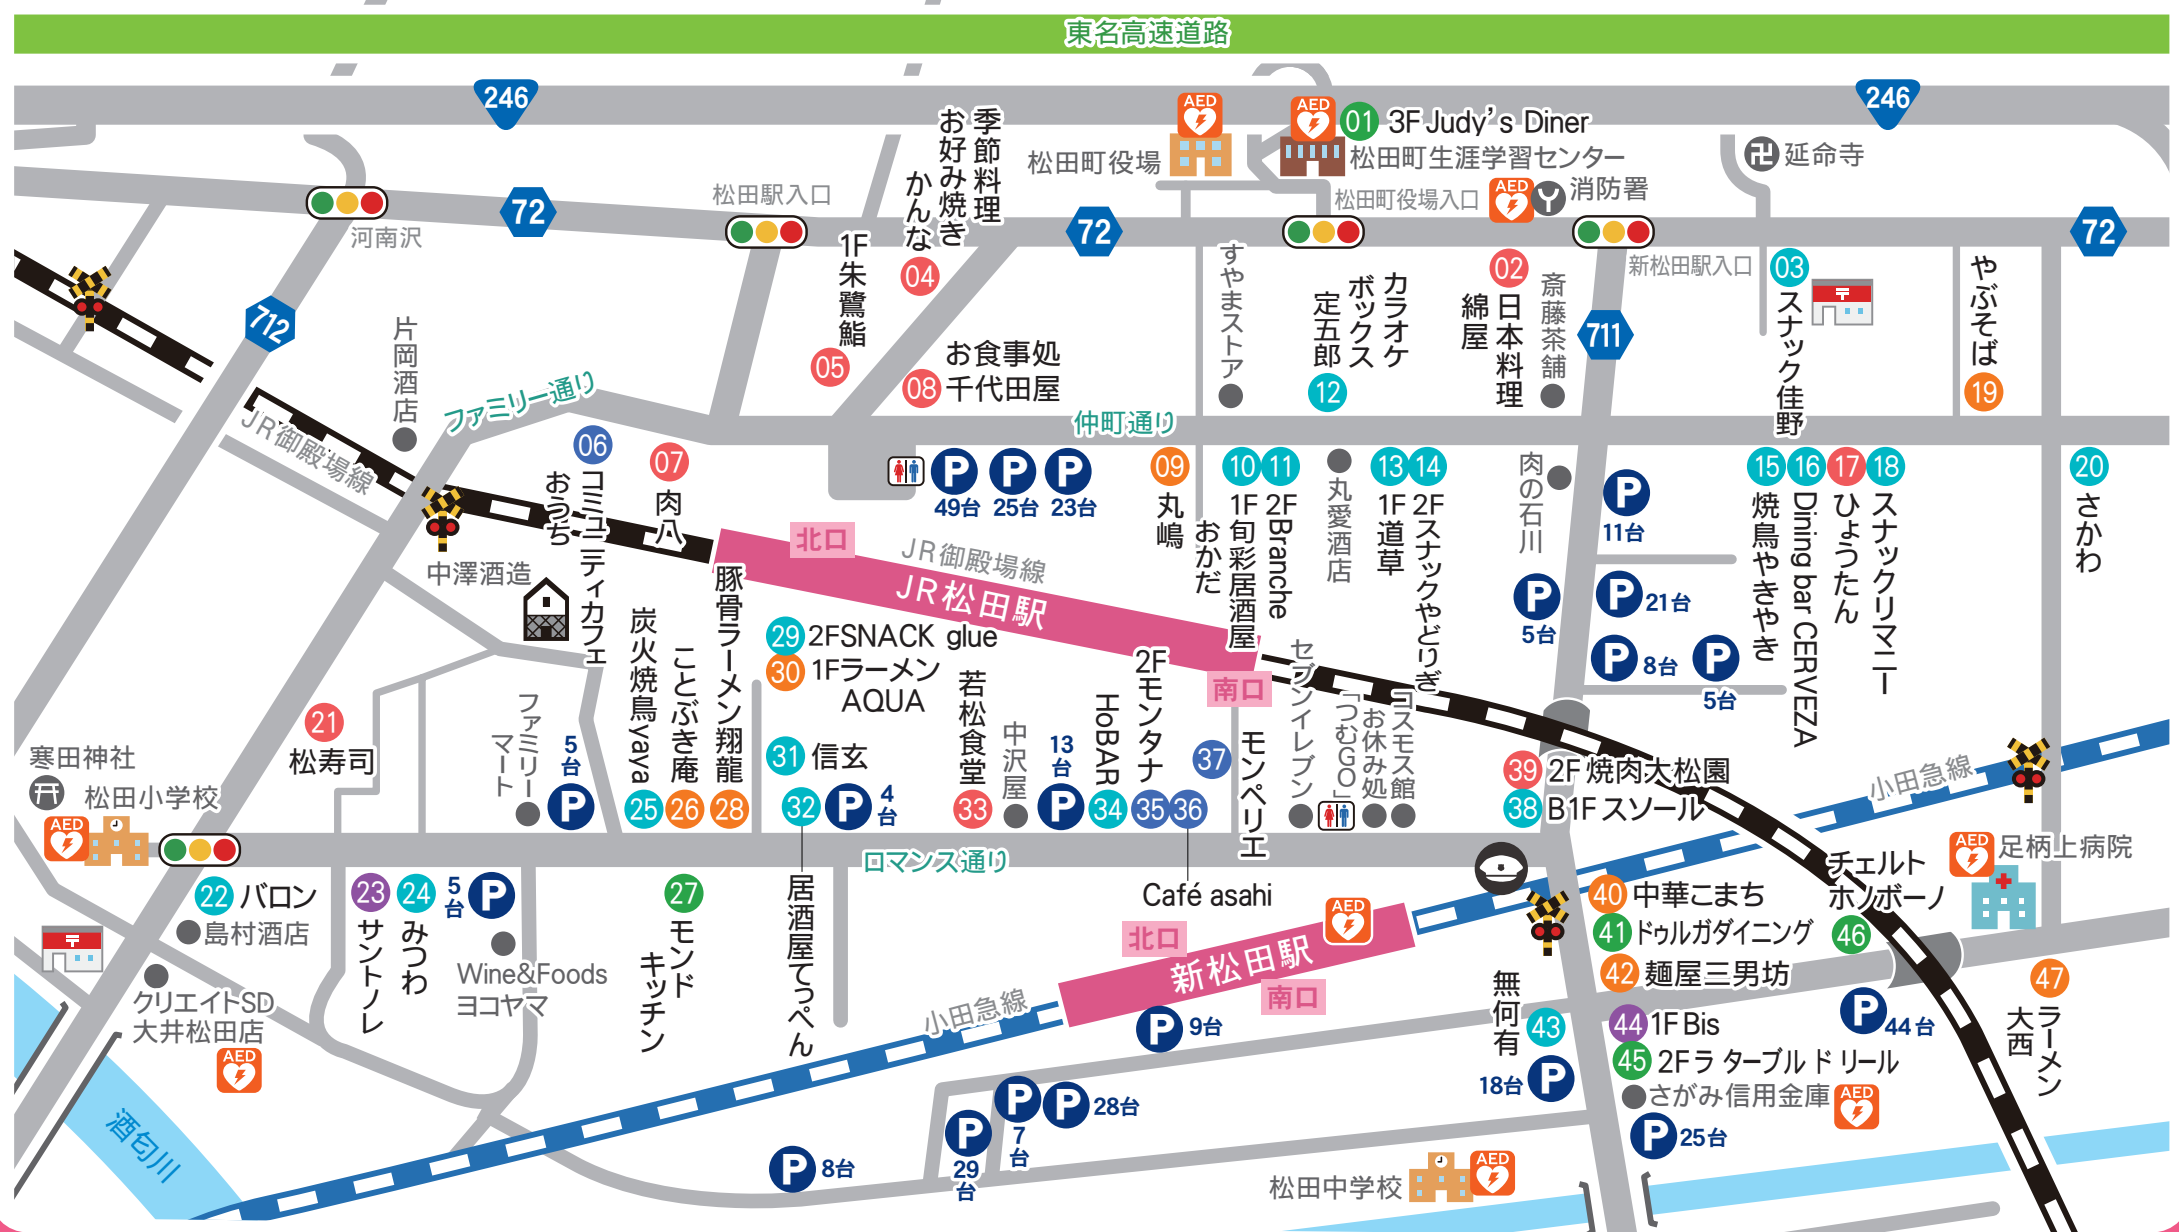 東名高速道路
246
246
72
72
72
712
711
松田駅入口
河南沢
季節料理
お好み焼き
かんな
04
1F朱鷺鮨
05
お食事処
08 千代田屋
松田町役場
AED
AED
01 3F Judy's Diner
松田町生涯学習センター
松田町役場入口
AED
消防署
延命寺
新松田駅入口
すやまストア
カラオケ
ボックス
定五郎
12
02
日本料理
綿屋
斎藤茶舗
03
スナック佳野
やぶそば
19
片岡酒店
ファミリー通り
仲町通り
JR御殿場線
06
コミュニティカフェ
おうち
07
肉八
P
49台
P
25台
P
23台
09
丸嶋
10
1F旬彩居酒屋
おかだ
11
2F Branche
丸愛酒店
13
1F道草
14
2Fスナックやどりぎ
肉の石川
P
11台
P 21台
P
5台
P 8台
P
5台
15
焼鳥やきやき
16
Dining bar CERVEZA
17
ひょうたん
18
スナックリマニー
20
さかわ
北口
JR御殿場線
JR松田駅
南口
中澤酒造
21
松寿司
寒田神社
松田小学校
AED
ファミリー
マート
5台
P
炭火焼鳥yaya
25
ことぶき庵
26
豚骨ラーメン翔龍
28
29 2FSNACK glue
30 1Fラーメン
AQUA
31 信玄
32
P 4台
若松食堂
33
中沢屋
13台
P
HoBAR
34
2Fモンタナ
35
36
37
モンペリエ
セブンイレブン
お休み処
「つむGO」
コスモス館
39 2F焼肉大松園
38 B1Fスソール
小田急線
ロマンス通り
22 バロン
島村酒店
クリエイトSD
大井松田店
AED
酒匂川
23
サントノレ
24
みつわ
5台
P
Wine&Foods
ヨコヤマ
27
モンド
キッチン
居酒屋てっぺん
Café asahi
北口
新松田駅
南口
AED
小田急線
40 中華こまち
41 ドゥルガダイニング
42 麺屋三男坊
チェルト
ホノボーノ
46
AED
足柄上病院
47
ラーメン
大西
P 44台
無何有
43
44 1F Bis
45 2Fラ ターブル ド リール
さがみ信用金庫
AED
P 25台
18台 P
P 9台
P
7台
P 28台
P
29台
P 8台
松田中学校
AED